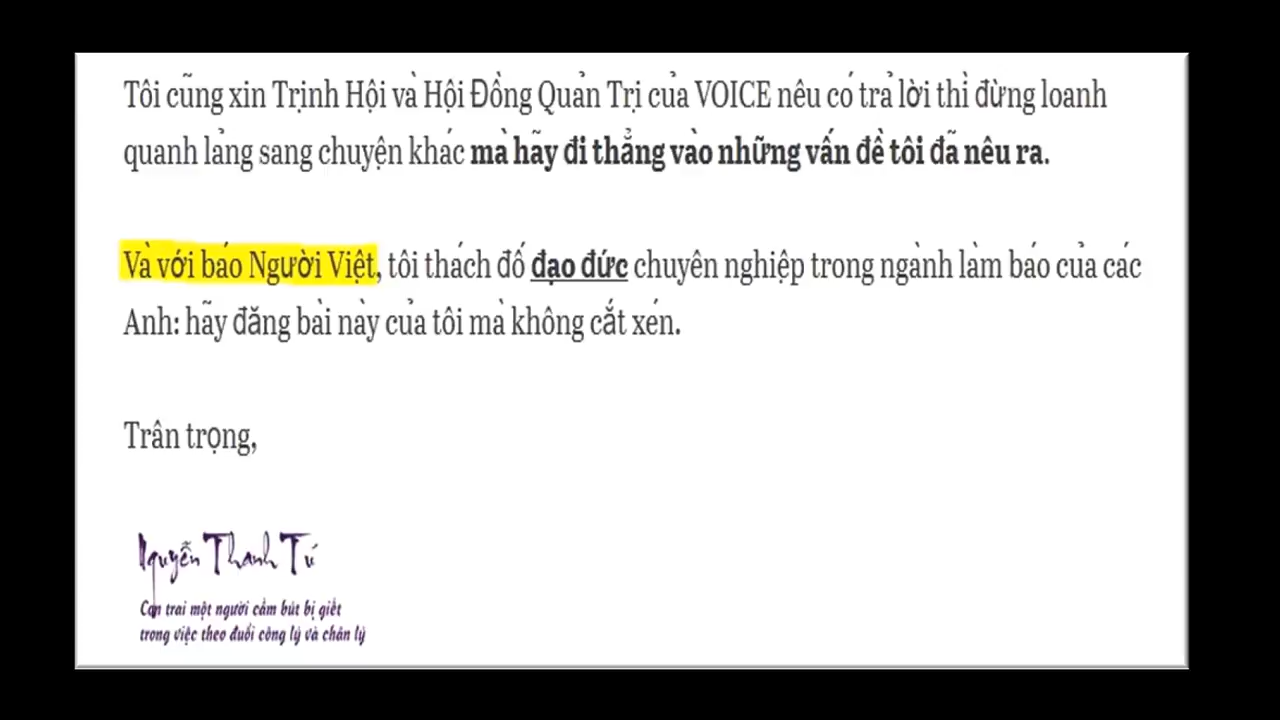 Tôi cũng xin Trịnh Hội và Hội Đồng Quản Trị của VOICE nêu có trả lời thì đừng loanh
quanh lảng sang chuyện khác mà hãy đi thẳng vào những vấn đề tôi đã nêu ra.
Và với báo Người Việt, tôi thách đố đạo đức chuyên nghiệp trong ngành làm báo của các
Anh: hãy đăng bài này của tôi mà không cắt xén.
Trân trọng,
Nguyễn Thanh Tú
Con trai một người cầm bút bị giết
trong việc theo đuổi công lý và chân lý